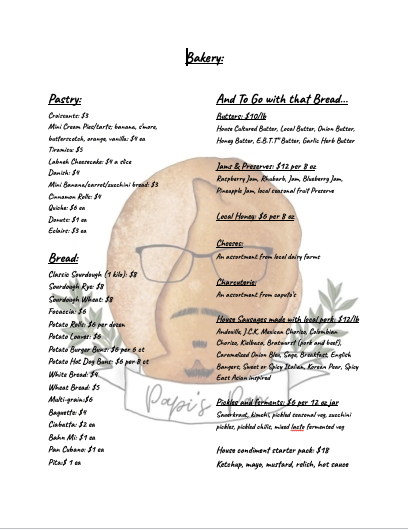 Bakery:
Pastry:
Croissants: $3
Mini Cream Pies/tarts; banana, s'more,
butterscotch, orange, vanilla: $4 ea
Tiramisu: $5
Labneh Cheesecake: $4 a slice
Danish: $4
Mini Banana/carrot/zucchini bread: $3
Cinnamon Rolls: $4
Quiche: $6 ea
Donuts: $1 ea
Eclairs: $3 ea
Bread:
Classic Sourdough (1 kilo): $8
Sourdough Rye: $8
Sourdough Wheat: $8
Focaccia: $6
Potato Rolls: $6 per dozen
Potato Loaves: $6
Potato Burger Buns: $6 per 6 ct
Potato Hot Dog Buns: $6 per 8 ct
White Bread: $4
Wheat Bread: $5
Multi-grain:$6
Baguette: $4
Ciabatta: $2 ea
Bahn Mi: $1 ea
Pan Cubano: $1 ea
Pita:$ 1 ea
And To Go with that Bread...
Butters: $10/lb
House Cultured Butter, Local Butter, Onion Butter,
Honey Butter, E.B.T.T" Butter, Garlic Herb Butter
Jams & Preserves: $12 per 8 oz
Raspberry Jam, Rhubarb, Jam, Blueberry Jam,
Pineapple Jam, local seasonal fruit Preserve
Local Honey: $6 per 8 oz
Cheeses:
An assortment from local dairy farms
Charcuterie:
An assortment from caputo's
House Sausages made with local pork: $12/lb
Andouille, J.C.K, Mexican Chorizo, Colombian
Chorizo, Kielbasa, Bratwurst (pork and beef),
Caramelized Onion Bleu, Sage, Breakfast, English
Bangers, Sweet or Spicy Italian, Korean Pear, Spicy
East Asian inspired
Pickles and ferments: $6 per 12 oz jar
Sauerkraut, kimchi, pickled seasonal veg, zucchini
pickles, pickled chilis, mixed lacto fermented veg
House condiment starter pack: $18
Ketchup, mayo, mustard, relish, hot sauce
Papi's